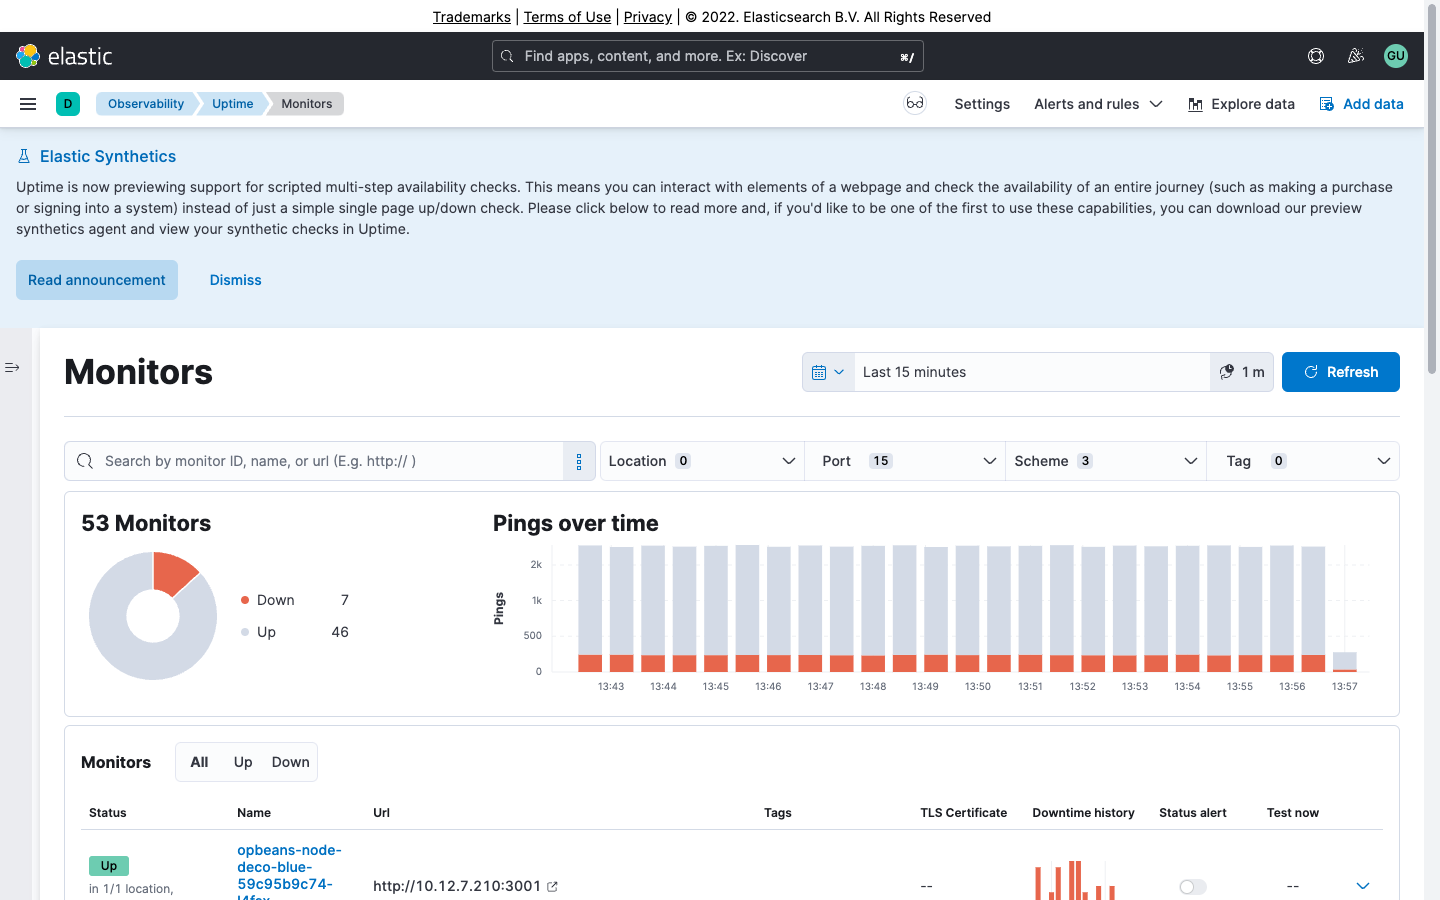 Trademarks | Terms of Use | Privacy | © 2022. Elasticsearch B.V. All Rights Reserved
elastic
Find apps, content, and more. Ex: Discover
⌘/
GU
D
Observability
Uptime
Monitors
Settings
Alerts and rules
Explore data
Add data
Elastic Synthetics
Uptime is now previewing support for scripted multi-step availability checks. This means you can interact with elements of a webpage and check the availability of an entire journey (such as making a purchase
or signing into a system) instead of just a simple single page up/down check. Please click below to read more and, if you'd like to be one of the first to use these capabilities, you can download our preview
synthetics agent and view your synthetic checks in Uptime.
Read announcement
Dismiss
Monitors
Last 15 minutes
1 m
Refresh
Search by monitor ID, name, or url (E.g. http:// )
Location 0
Port 15
Scheme 3
Tag 0
53 Monitors
Down 7
Up 46
Pings over time
Pings
2k
1k
500
0
13:43 13:44 13:45 13:46 13:47 13:48 13:49 13:50 13:51 13:52 13:53 13:54 13:55 13:56 13:57
Monitors
All Up Down
Status Name Url Tags TLS Certificate Downtime history Status alert Test now
Up
in 1/1 location,
opbeans-node-
deco-blue-
59c95b9c74-
http://10.12.7.210:3001
--
--